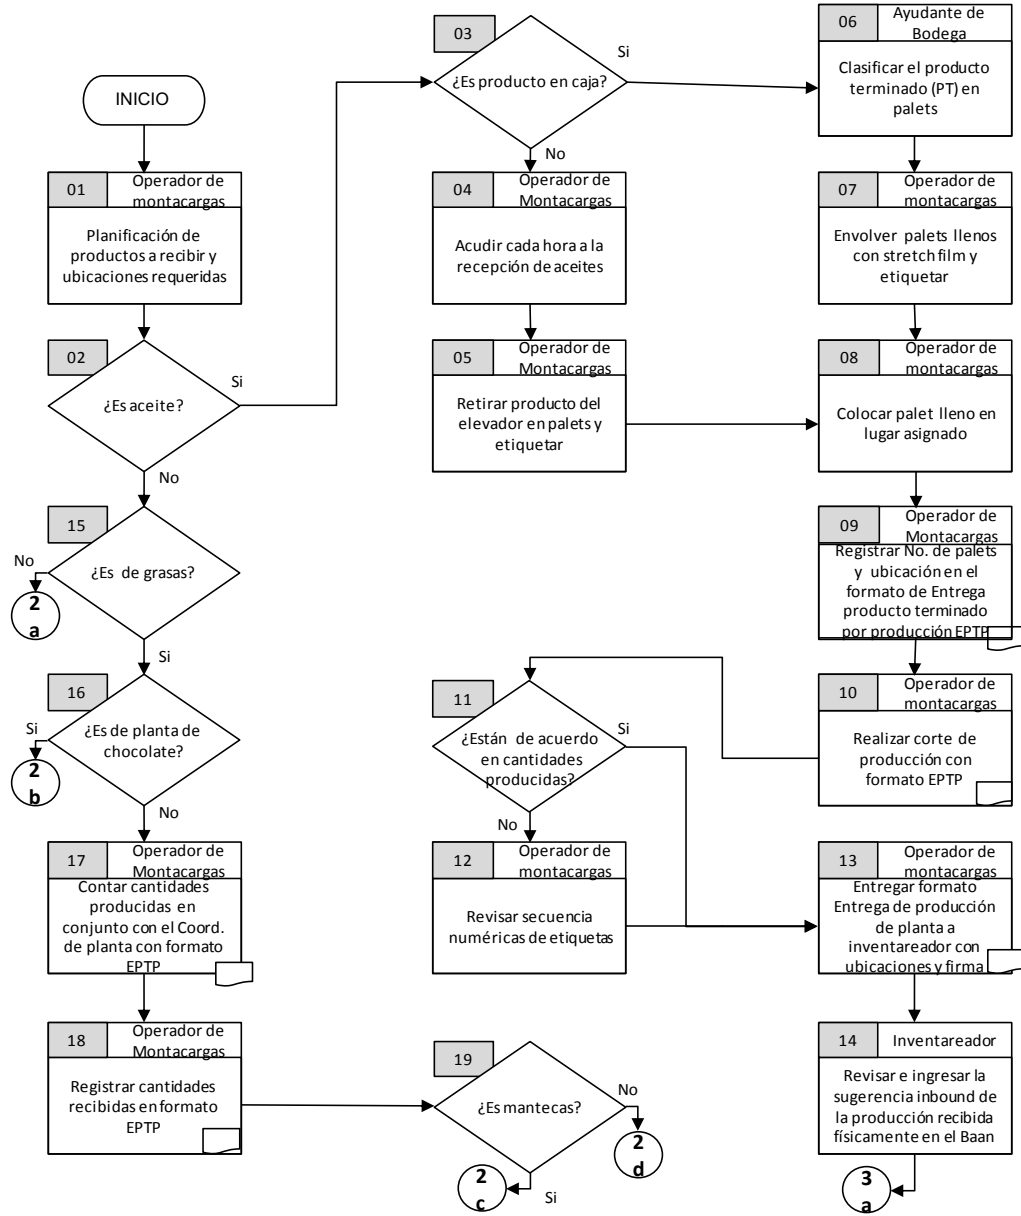 INICIO
01
Operador de
montacargas
Planificación de
productos a recibir y
ubicaciones requeridas
02
¿Es aceite?
Si
No
15
¿Es de grasas?
No
2
a
Si
16
¿Es de planta de
chocolate?
Si
2
b
No
17
Operador de
Montacargas
Contar cantidades
producidas en
conjunto con el Coord.
de planta con formato
EPTP
18
Operador de
Montacargas
Registrar cantidades
recibidas en formato
EPTP
03
¿Es producto en caja?
Si
No
04
Operador de
Montacargas
Acudir cada hora a la
recepción de aceites
05
Operador de
Montacargas
Retirar producto del
elevador en palets y
etiquetar
11
¿Están de acuerdo
en cantidades
producidas?
Si
No
12
Operador de
montacargas
Revisar secuencia
numéricas de etiquetas
19
¿Es mantecas?
No
2
d
2
c
Si
06
Ayudante de
Bodega
Clasificar el producto
terminado (PT) en
palets
07
Operador de
montacargas
Envolver palets llenos
con stretch film y
etiquetar
08
Operador de
montacargas
Colocar palet lleno en
lugar asignado
09
Operador de
Montacargas
Registrar No. de palets
y ubicación en el
formato de Entrega
producto terminado
por producción EPTP
10
Operador de
montacargas
Realizar corte de
producción con
formato EPTP
13
Operador de
montacargas
Entregar formato
Entrega de producción
de planta a
inventareador con
ubicaciones y firma
14
Inventareador
Revisar e ingresar la
sugerencia inbound de
la producción recibida
físicamente en el Baan
3
a